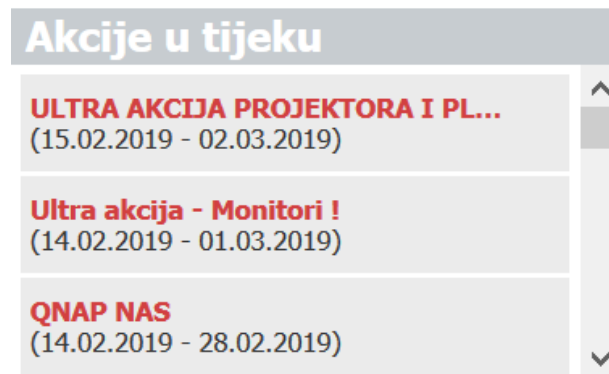 Akcije u tijeku
ULTRA AKCIJA PROJEKTORA I PL...
(15.02.2019 - 02.03.2019)
Ultra akcija - Monitori !
(14.02.2019 - 01.03.2019)
QNAP NAS
(14.02.2019 - 28.02.2019)